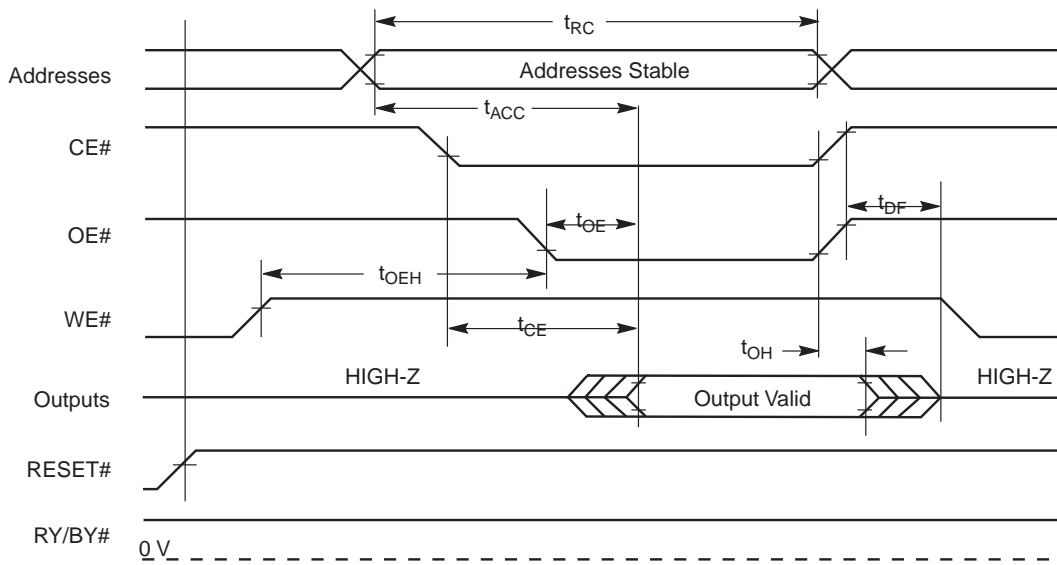 tRC
Addresses
Addresses Stable
tACC
CE#
tDF
tOE
OE#
tOEH
WE#
tCE
tOH
HIGH-Z
HIGH-Z
Outputs
Output Valid
RESET#
RY/BY#
0 V